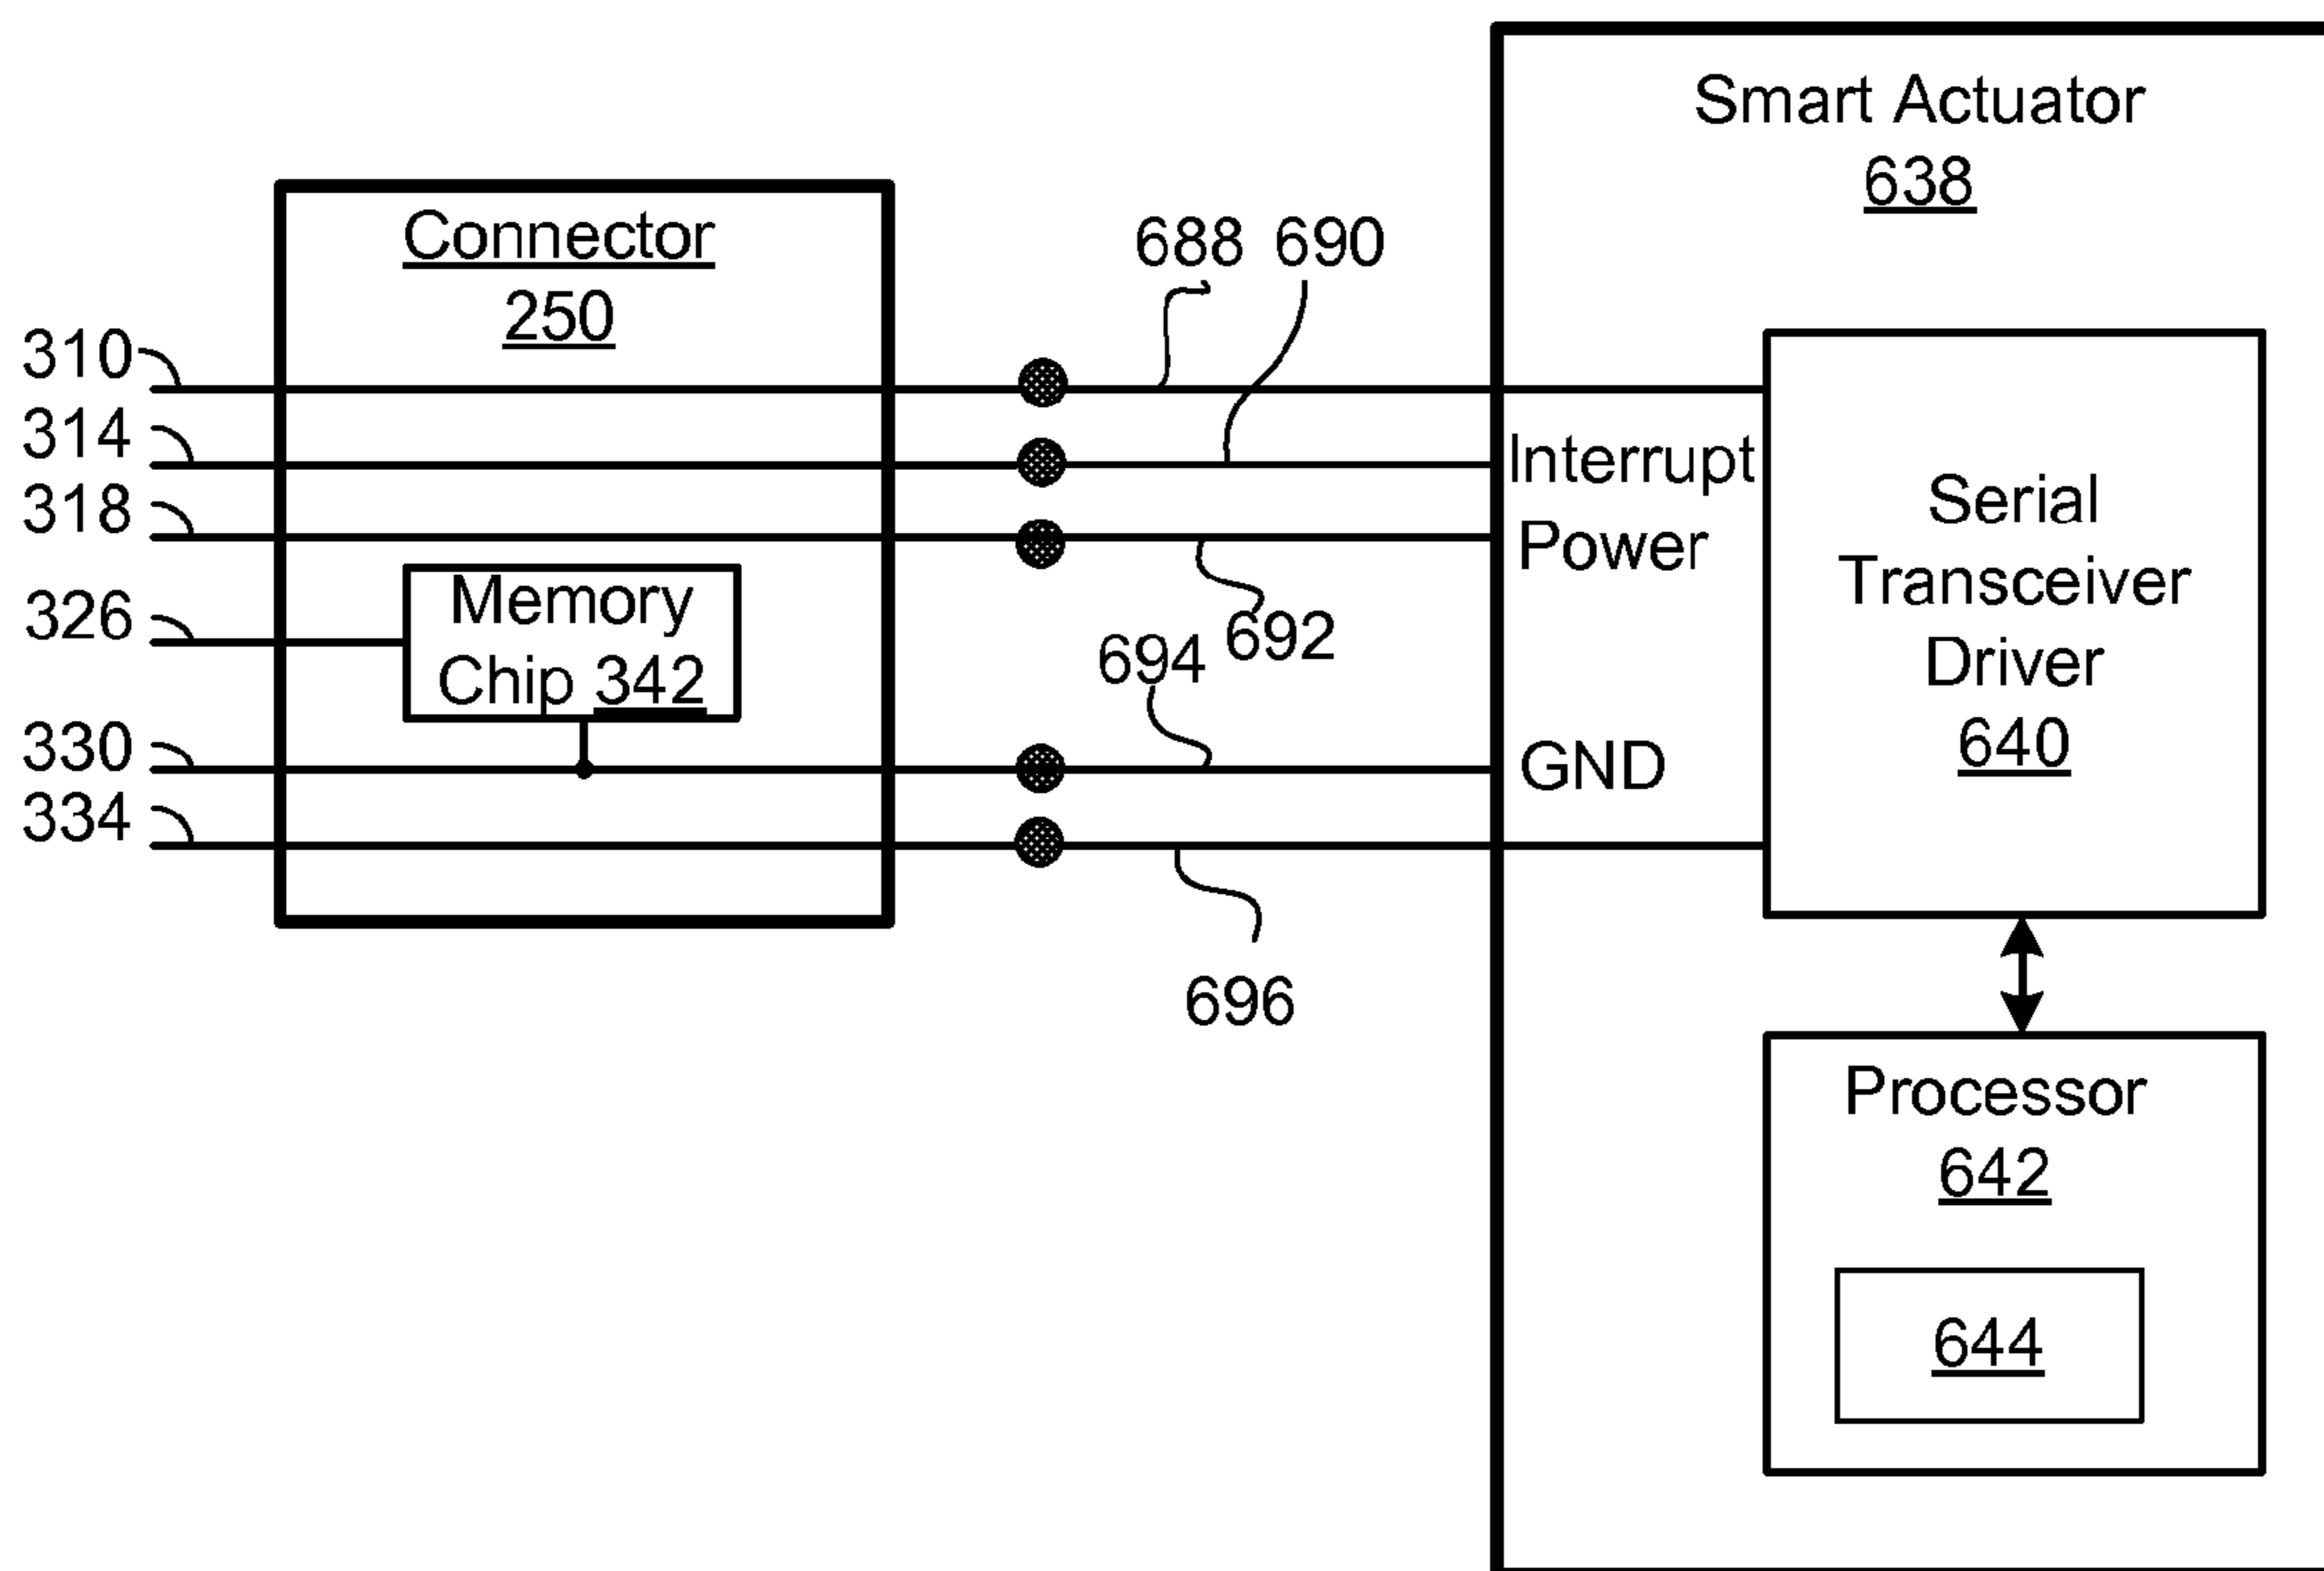 Smart Actuator
638
Connector
250
688 690
310
314
318
326
330
334
Memory
Chip 342
692
694
696
Interrupt
Power
GND
Serial
Transceiver
Driver
640
Processor
642
644